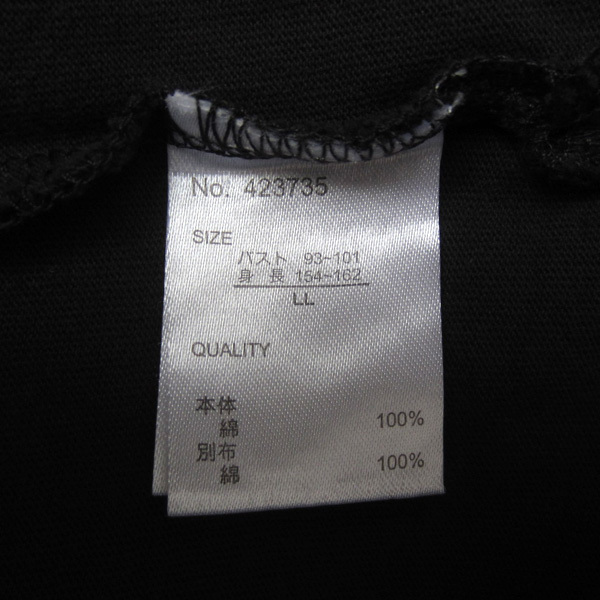 No. 423735
SIZE
バスト 93~101
身 長 154~162
LL
QUALITY
本体
綿 100%
別布
綿 100%